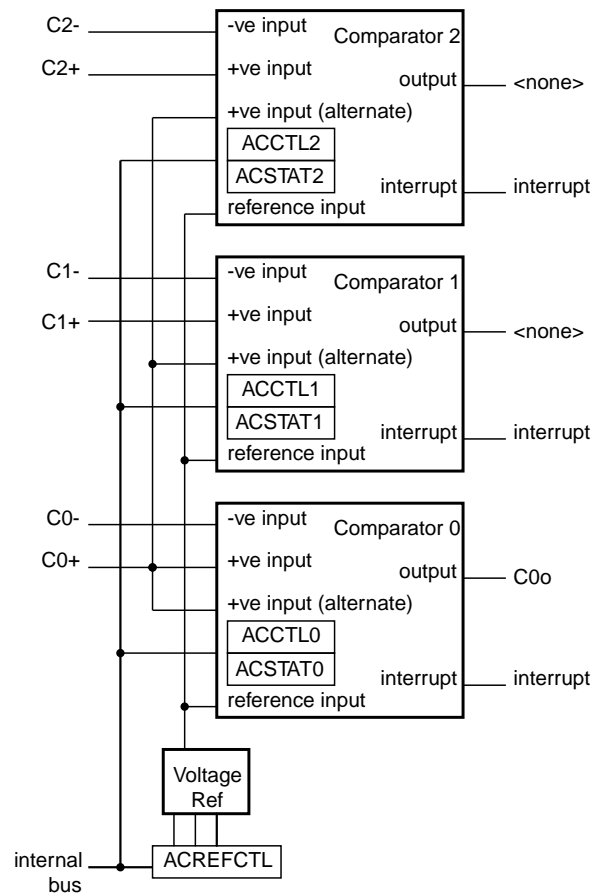 C2-
-ve input
Comparator 2
C2+
+ve input
output
<none>
+ve input (alternate)
ACCTL2
ACSTAT2
interrupt
interrupt
reference input
C1-
-ve input
Comparator 1
C1+
+ve input
output
<none>
+ve input (alternate)
ACCTL1
ACSTAT1
interrupt
interrupt
reference input
C0-
-ve input
Comparator 0
C0+
+ve input
output
C0o
+ve input (alternate)
ACCTL0
ACSTAT0
interrupt
interrupt
reference input
Voltage
Ref
internal
bus
ACREFCTL